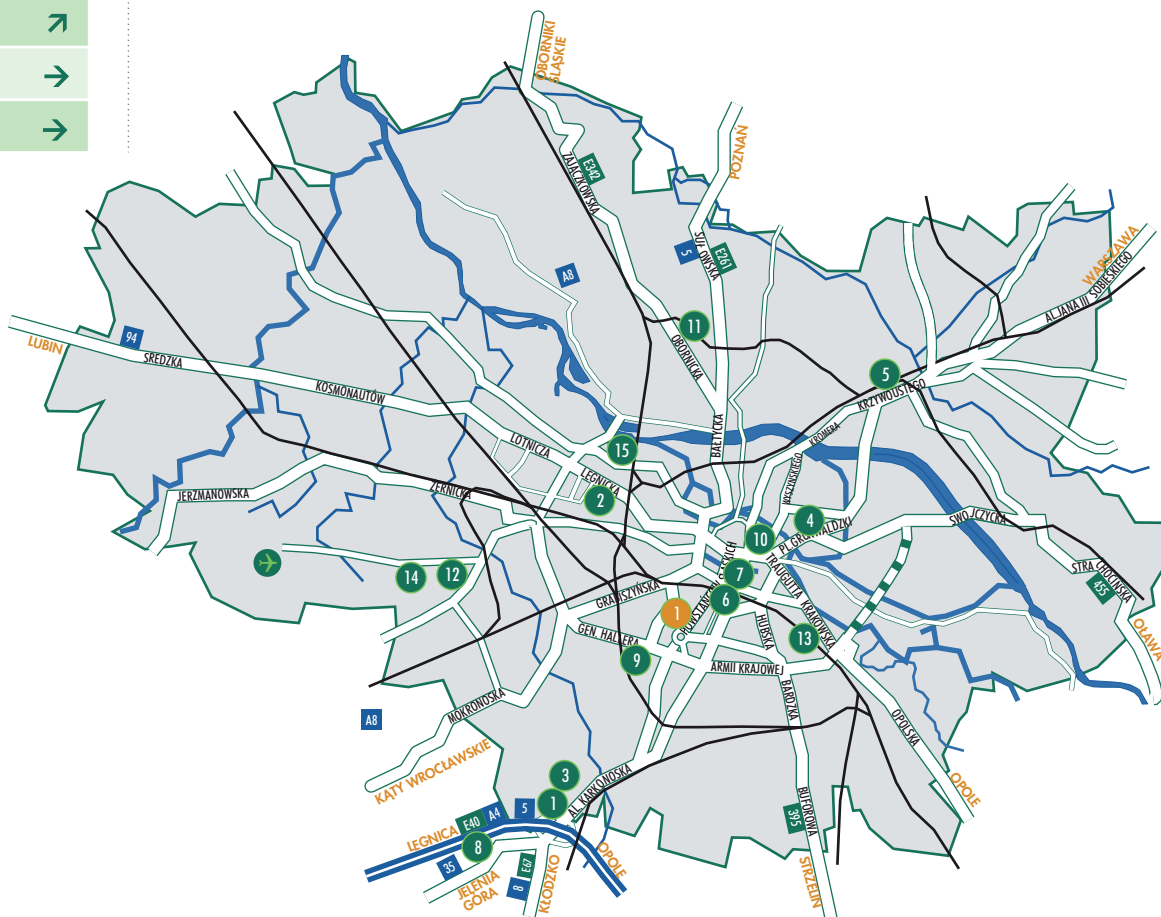 OBORNIKI
ŚLĄSKIE
POZNAŃ
ZAJĄCZKOWSKA
E342
SUŁOWSKA
5
E261
A8
WARSZAWA
AL.JANA III SOBIESKIEGO
11
OBORNICKA
LUBIN
94
ŚREDZKA
KOSMONAUTÓW
5
KRZYWOUSTEGO
BAŁTYCKA
KROMERA
LOTNICZA
15
LEGNICKA
2
WYSZYŃSKIEGO
JERZMANOWSKA
ŻERNICKA
4
PL.GRUNWALDZKI
SWOJCZYCKA
10
STRACHOCIŃSKA
455
OŁAWA
14
12
7
TRAUGUTTA
KRAKOWSKA
GRABISZYŃSKA
6
1
HUBSKA
13
GEN. HALLERA
9
ARMII KRAJOWEJ
BARDZKA
MOKRONOSKA
A8
OPOLSKA
KĄTY WROCŁAWSKIE
3
1
AL. KARKONOSKA
OPOLE
BUFOROWA
395
STRZELIN
LEGNICA
E40
A4
5
8
35
JELENIA
GÓRA
E67
8
KŁODZKO
OPOLE